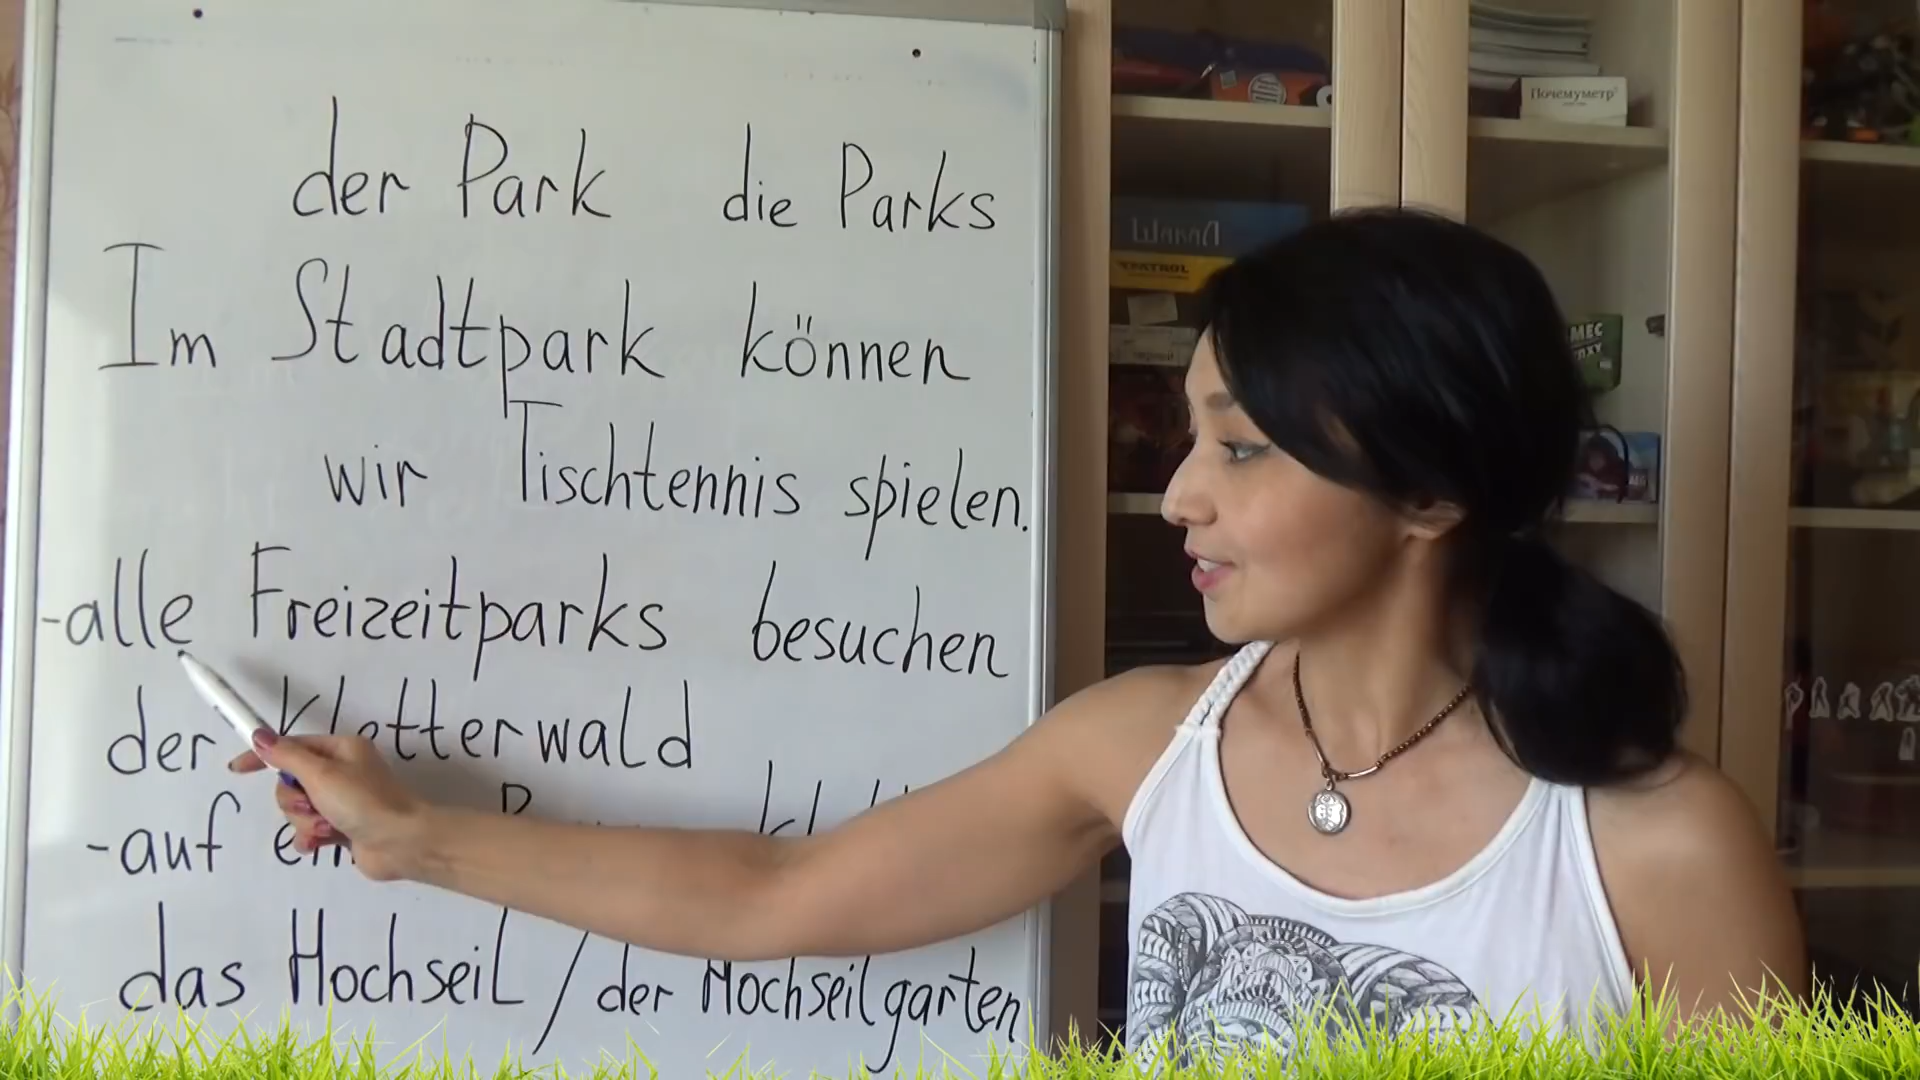 der Park die Parks
Im Stadtpark können
wir Tischtennis spielen.
-alle Freizeitparks besuchen
der Kletterwald
-auf
das Hochseil / der Hochseilgarten
Почемуметр
PATROL